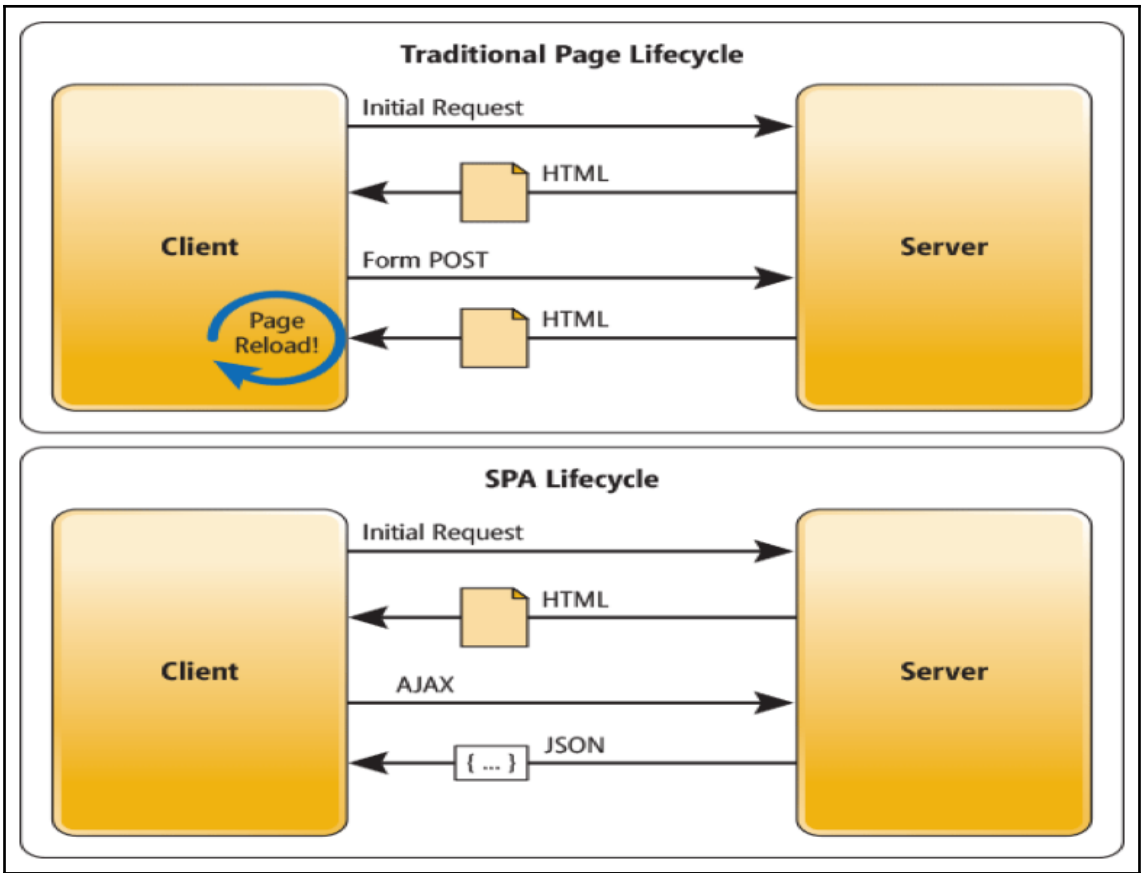 Traditional Page Lifecycle
Initial Request
HTML
Client
Server
Form POST
Page
Reload!
HTML
SPA Lifecycle
Initial Request
HTML
Client
Server
AJAX
JSON
{ ... }